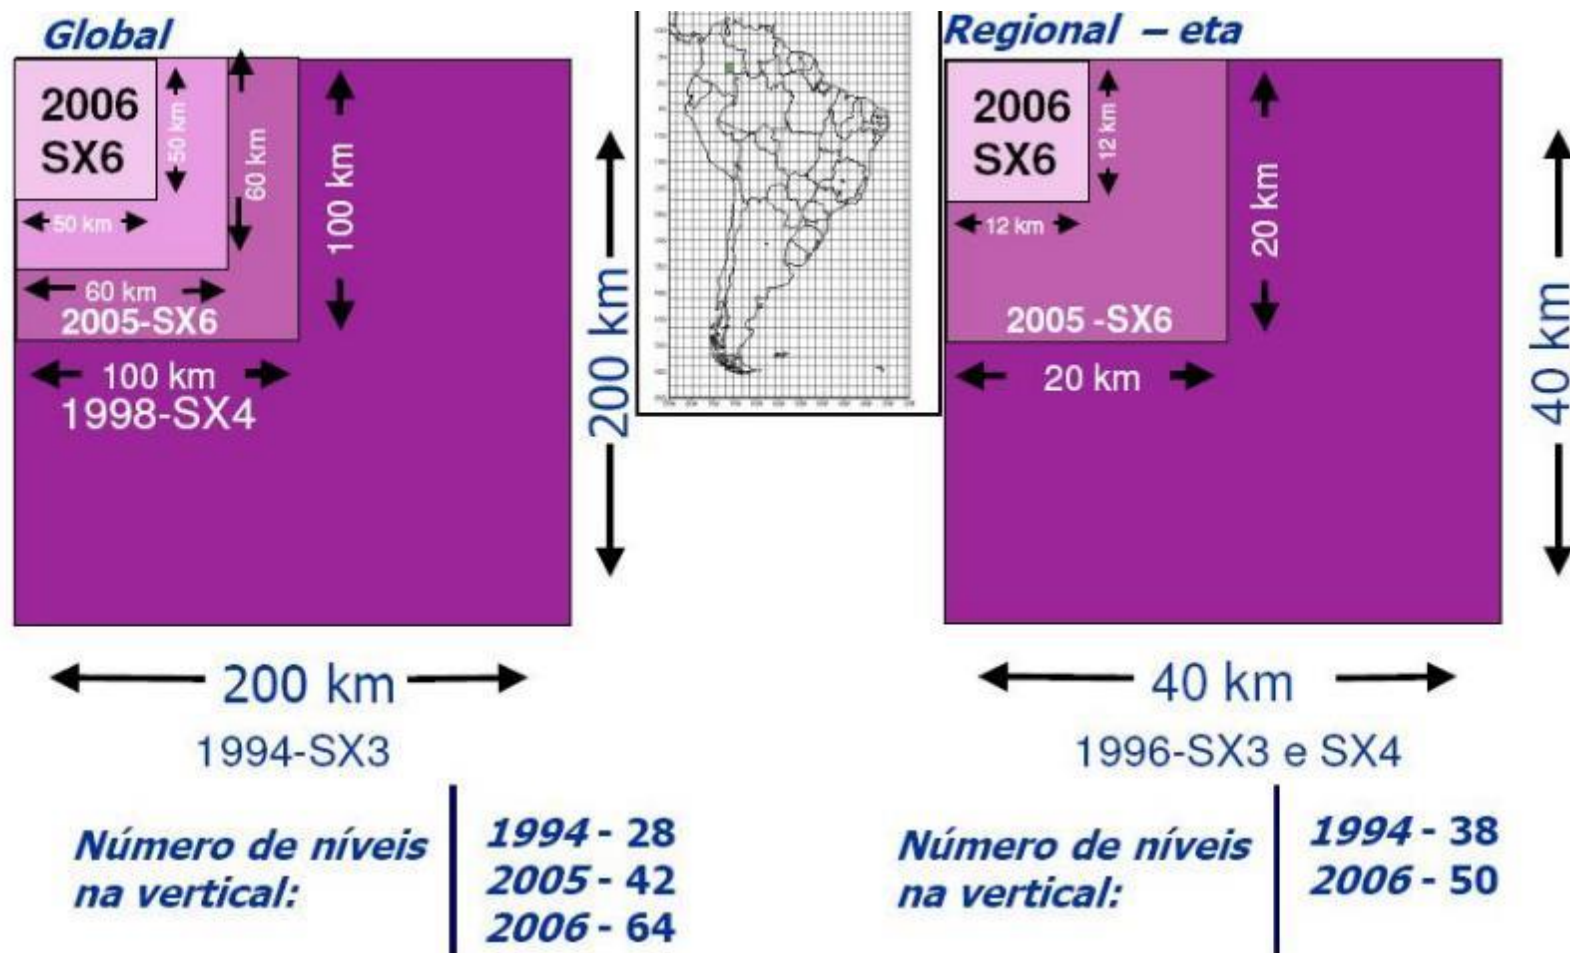 Global
2006
SX6
50 km
50 km
60 km
60 km
2005-SX6
100 km
100 km
1998-SX4
200 km
200 km
1994-SX3
Número de níveis
na vertical:
1994 - 28
2005 - 42
2006 - 64
Regional – eta
2006
SX6
12 km
12 km
20 km
2005 -SX6
20 km
40 km
40 km
1996-SX3 e SX4
Número de níveis
na vertical:
1994 - 38
2006 - 50